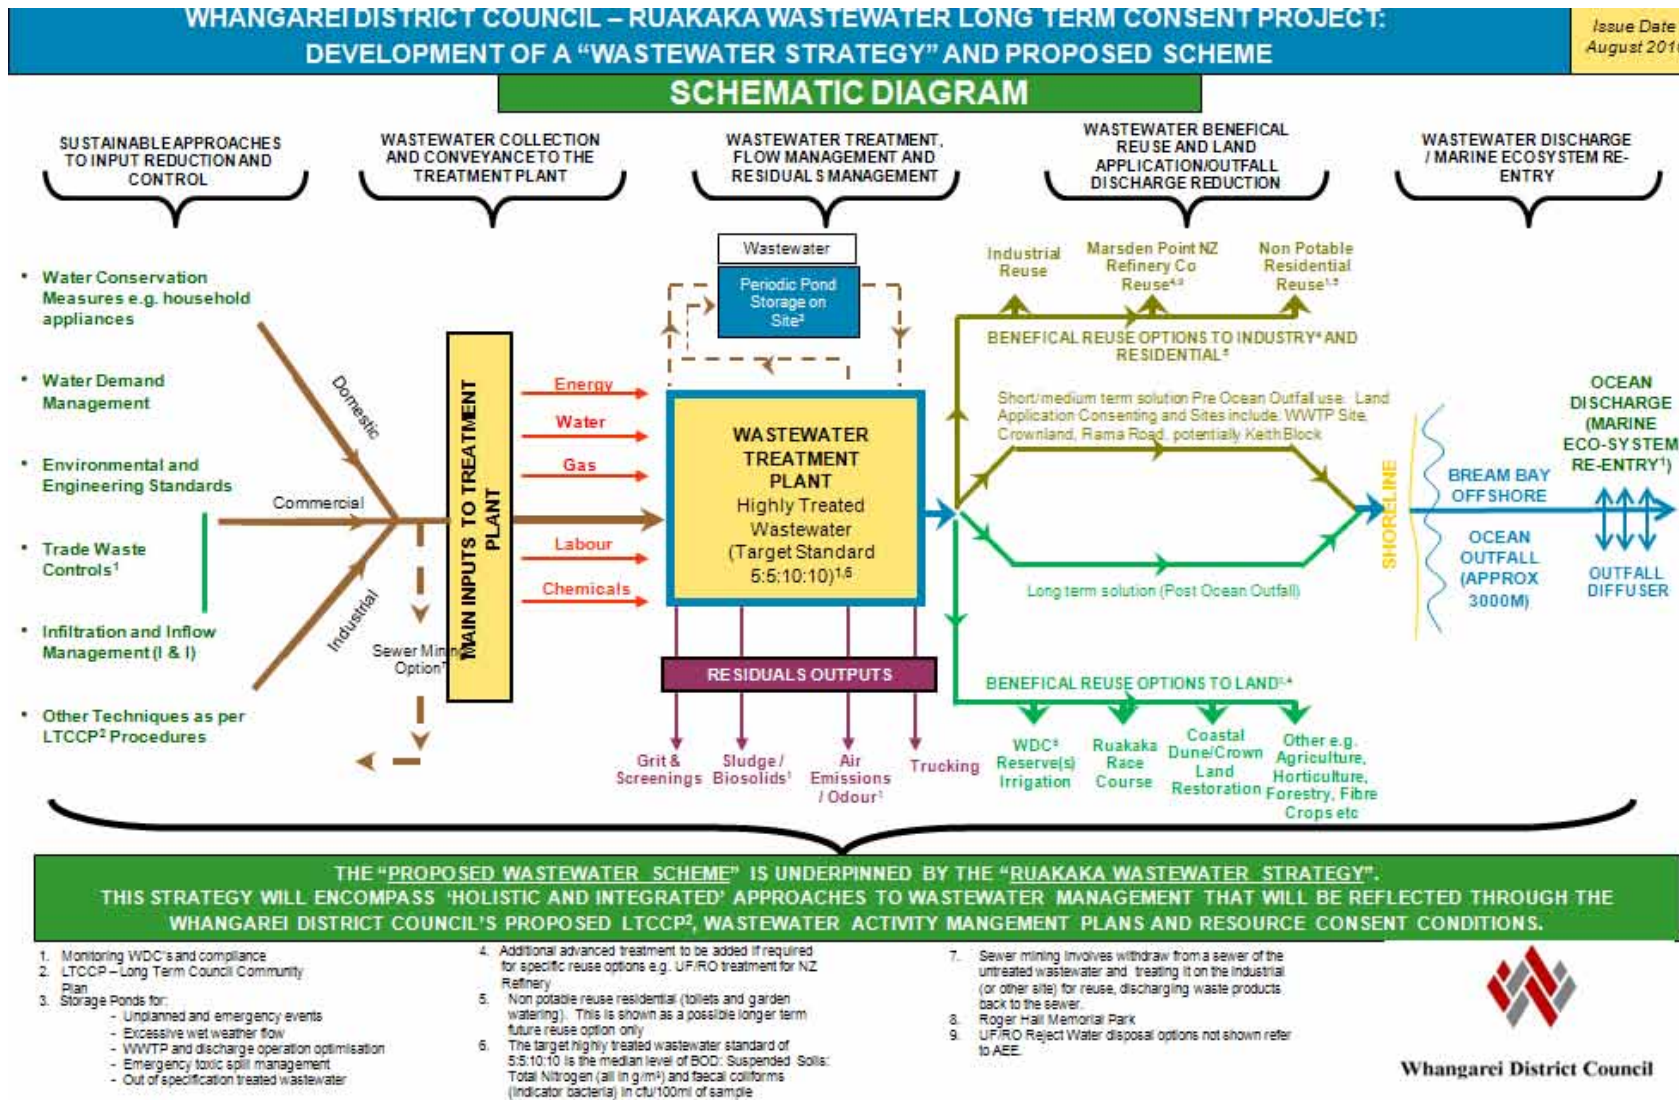 WHANGAREI DISTRICT COUNCIL – RUAKAKA WASTEWATER LONG TERM CONSENT PROJECT:
DEVELOPMENT OF A “WASTEWATER STRATEGY” AND PROPOSED SCHEME
Issue Date
August 201
SCHEMATIC DIAGRAM
SUSTAINABLE APPROACHES
TO INPUT REDUCTION AND
CONTROL
WASTEWATER COLLECTION
AND CONVEYANCE TO THE
TREATMENT PLANT
WASTEWATER TREATMENT,
FLOW MANAGEMENT AND
RESIDUALS MANAGEMENT
WASTEWATER BENEFICAL
REUSE AND LAND
APPLICATION/OUTFALL
DISCHARGE REDUCTION
WASTEWATER DISCHARGE
/ MARINE ECOSYSTEM RE-
ENTRY
• Water Conservation
Measures e.g. household
appliances
• Water Demand
Management
• Environmental and
Engineering Standards
• Trade Waste
Controls¹
• Infiltration and Inflow
Management (I & I)
• Other Techniques as per
LTCCP² Procedures
Domestic
Commercial
Industrial
Sewer Mining
Option⁷
MAIN INPUTS TO TREATMENT
PLANT
Energy
Water
Gas
Labour
Chemicals
Wastewater
Periodic Pond
Storage on
Site³
WASTEWATER
TREATMENT
PLANT
Highly Treated
Wastewater
(Target Standard
5:5:10:10)¹·⁶
RESIDUALS OUTPUTS
Grit &
Screenings
Sludge /
Biosolids¹
Air
Emissions
/ Odour¹
Trucking
Industrial
Reuse
Marsden Point NZ
Refinery Co
Reuse⁴·⁹
Non Potable
Residential
Reuse¹·⁵
BENEFICAL REUSE OPTIONS TO INDUSTRY⁴ AND
RESIDENTIAL⁵
Short/medium term solution Pre Ocean Outfall use. Land
Application Consenting and Sites include: WWTP Site,
Crownland, Rama Road, potentially Keith Block
Long term solution (Post Ocean Outfall)
BENEFICAL REUSE OPTIONS TO LAND¹·⁴
WDC⁸
Reserve(s)
Irrigation
Ruakaka
Race
Course
Coastal
Dune/Crown
Land
Restoration
Other e.g.
Agriculture,
Horticulture,
Forestry, Fibre
Crops etc
SHORELINE
BREAM BAY
OFFSHORE
OCEAN
OUTFALL
(APPROX
3000M)
OCEAN
DISCHARGE
(MARINE
ECO-SYSTEM
RE-ENTRY¹)
OUTFALL
DIFFUSER
THE “PROPOSED WASTEWATER SCHEME” IS UNDERPINNED BY THE “RUAKAKA WASTEWATER STRATEGY”.
THIS STRATEGY WILL ENCOMPASS ‘HOLISTIC AND INTEGRATED’ APPROACHES TO WASTEWATER MANAGEMENT THAT WILL BE REFLECTED THROUGH THE
WHANGAREI DISTRICT COUNCIL’S PROPOSED LTCCP², WASTEWATER ACTIVITY MANGEMENT PLANS AND RESOURCE CONSENT CONDITIONS.
1. Monitoring WDC's and compliance
2. LTCCP – Long Term Council Community
Plan
3. Storage Ponds for:
- Unplanned and emergency events
- Excessive wet weather flow
- WWTP and discharge operation optimisation
- Emergency toxic spill management
- Out of specification treated wastewater
4. Additional advanced treatment to be added if required
for specific reuse options e.g. UF/RO treatment for NZ
Refinery
5. Non potable reuse residential (toilets and garden
watering). This is shown as a possible longer term
future reuse option only
6. The target highly treated wastewater standard of
5:5:10:10 is the median level of BOD: Suspended Solis:
Total Nitrogen (all in g/m³) and faecal coliforms
(indicator bacteria) in cfu/100ml of sample
7. Sewer mining involves withdraw from a sewer of the
untreated wastewater and treating it on the industrial
(or other site) for reuse, discharging waste products
back to the sewer.
8. Roger Hall Memorial Park
9. UF/RO Reject Water disposal options not shown refer
to AEE.
Whangarei District Council